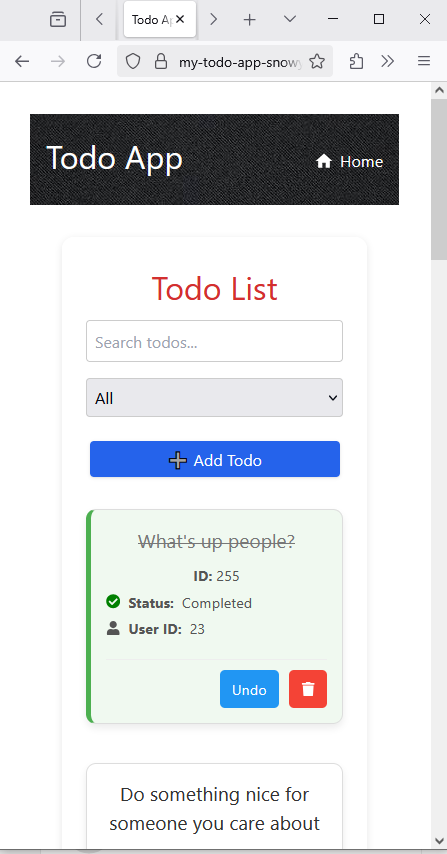 Todo Ap
my-todo-app-snowy
Todo App
Home
Todo List
Search todos...
All
Add Todo
What's up people?
ID: 255
Status: Completed
User ID: 23
Undo
Do something nice for
someone you care about